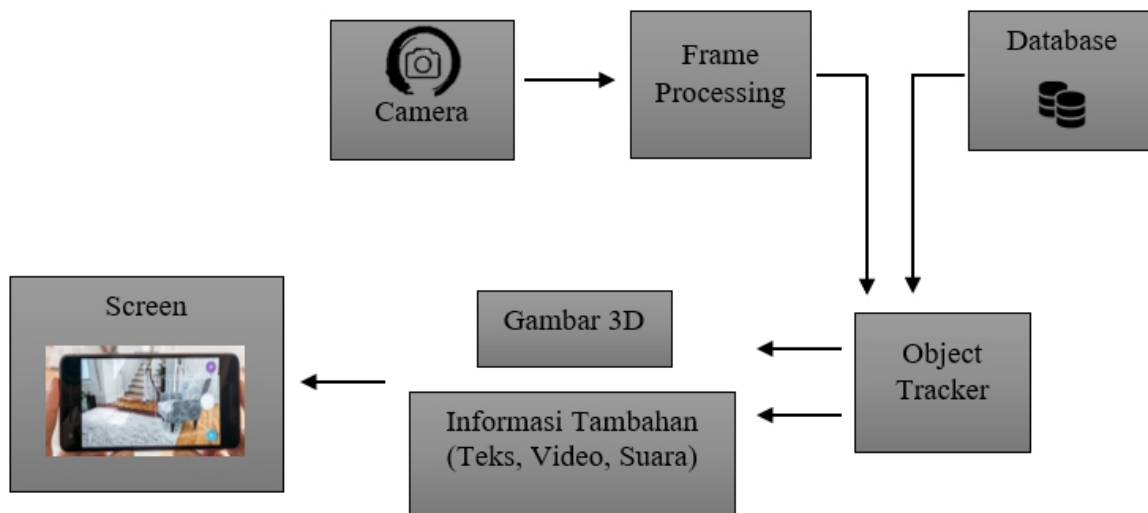 Camera
Frame
Processing
Database
Screen
Gambar 3D
Object
Tracker
Informasi Tambahan
(Teks, Video, Suara)